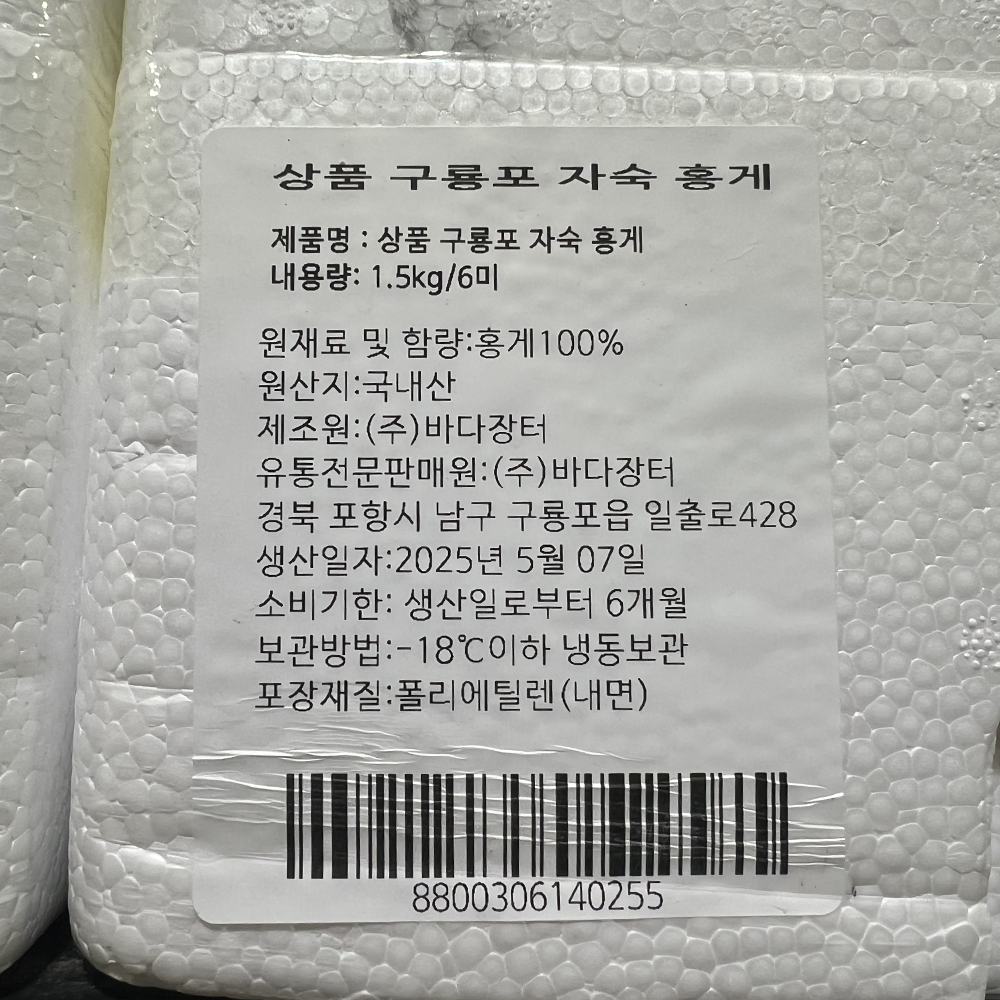 상품 구룡포 자숙 홍게
제품명 : 상품 구룡포 자숙 홍게
내용량: 1.5kg/6미
원재료 및 함량:홍게100%
원산지:국내산
제조원:(주)바다장터
유통전문판매원:(주)바다장터
경북 포항시 남구 구룡포읍 일출로428
생산일자:2025년 5월 07일
소비기한: 생산일로부터 6개월
보관방법:-18℃이하 냉동보관
포장재질:폴리에틸렌(내면)
8800306140255